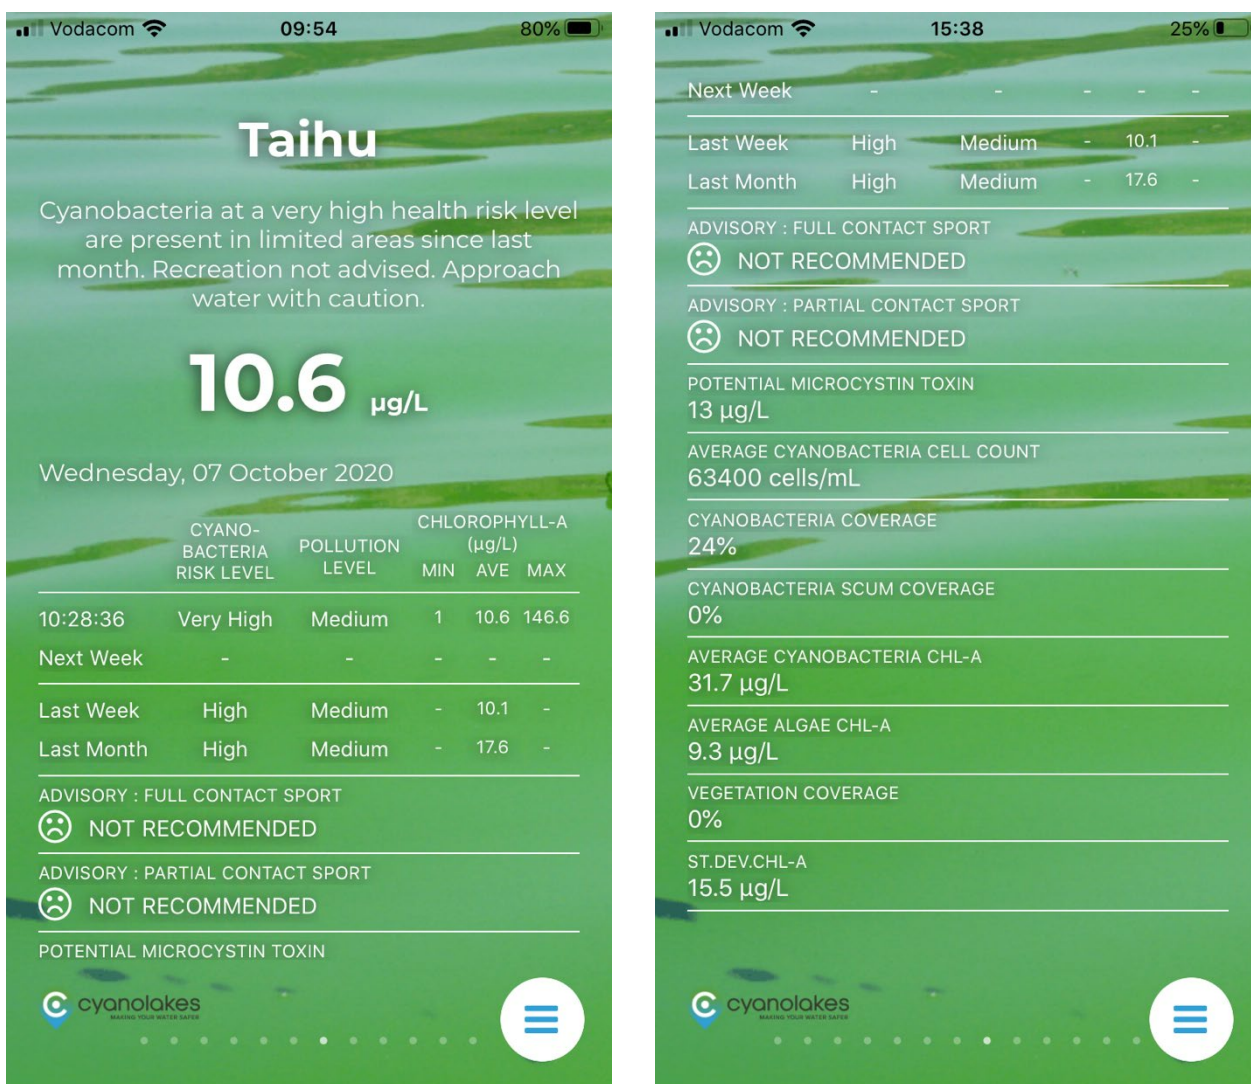 Vodacom 09:54 80%
Taihu
Cyanobacteria at a very high health risk level
are present in limited areas since last
month. Recreation not advised. Approach
water with caution.
10.6 µg/L
Wednesday, 07 October 2020
CYANO-
BACTERIA
RISK LEVEL
POLLUTION
LEVEL
CHLOROPHYLL-A
(µg/L)
MIN AVE MAX
10:28:36 Very High Medium 1 10.6 146.6
Next Week - - - - -
Last Week High Medium - 10.1 -
Last Month High Medium - 17.6 -
ADVISORY : FULL CONTACT SPORT
NOT RECOMMENDED
ADVISORY : PARTIAL CONTACT SPORT
NOT RECOMMENDED
POTENTIAL MICROCYSTIN TOXIN
cyanolakes
MAKING YOUR WATER SAFER
Vodacom 15:38 25%
Next Week - - - - -
Last Week High Medium - 10.1 -
Last Month High Medium - 17.6 -
ADVISORY : FULL CONTACT SPORT
NOT RECOMMENDED
ADVISORY : PARTIAL CONTACT SPORT
NOT RECOMMENDED
POTENTIAL MICROCYSTIN TOXIN
13 µg/L
AVERAGE CYANOBACTERIA CELL COUNT
63400 cells/mL
CYANOBACTERIA COVERAGE
24%
CYANOBACTERIA SCUM COVERAGE
0%
AVERAGE CYANOBACTERIA CHL-A
31.7 µg/L
AVERAGE ALGAE CHL-A
9.3 µg/L
VEGETATION COVERAGE
0%
ST.DEV.CHL-A
15.5 µg/L
cyanolakes
MAKING YOUR WATER SAFER